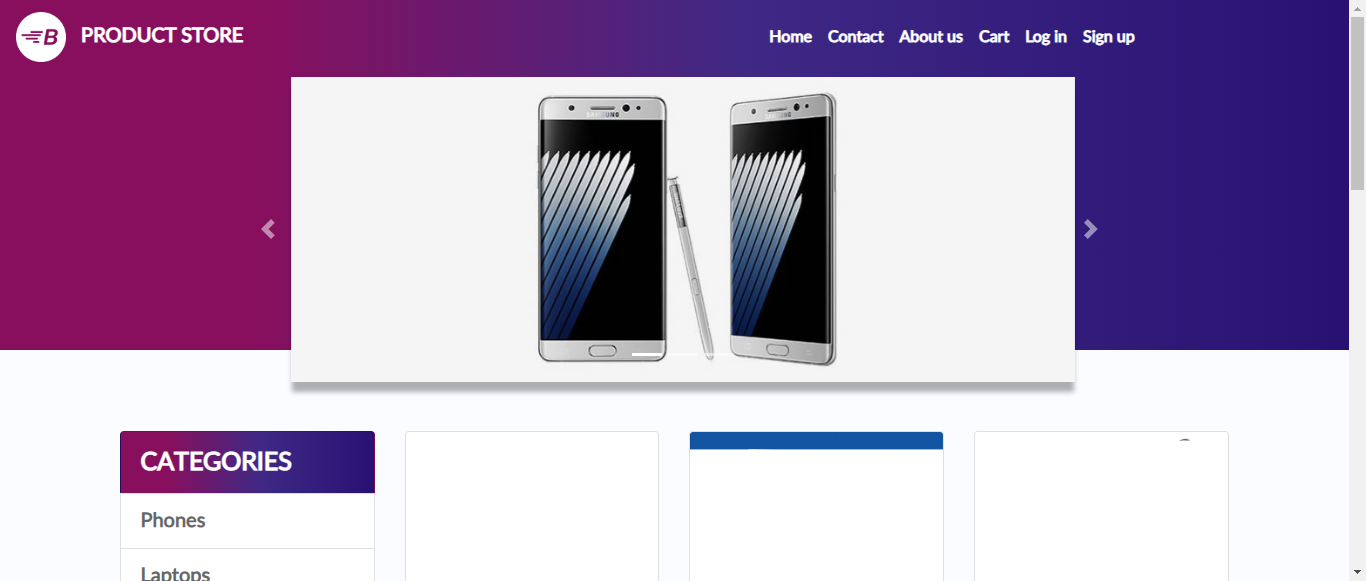 B PRODUCT STORE
Home Contact About us Cart Log in Sign up
SAMSUNG SAMSUNG
CATEGORIES
Phones
Laptops